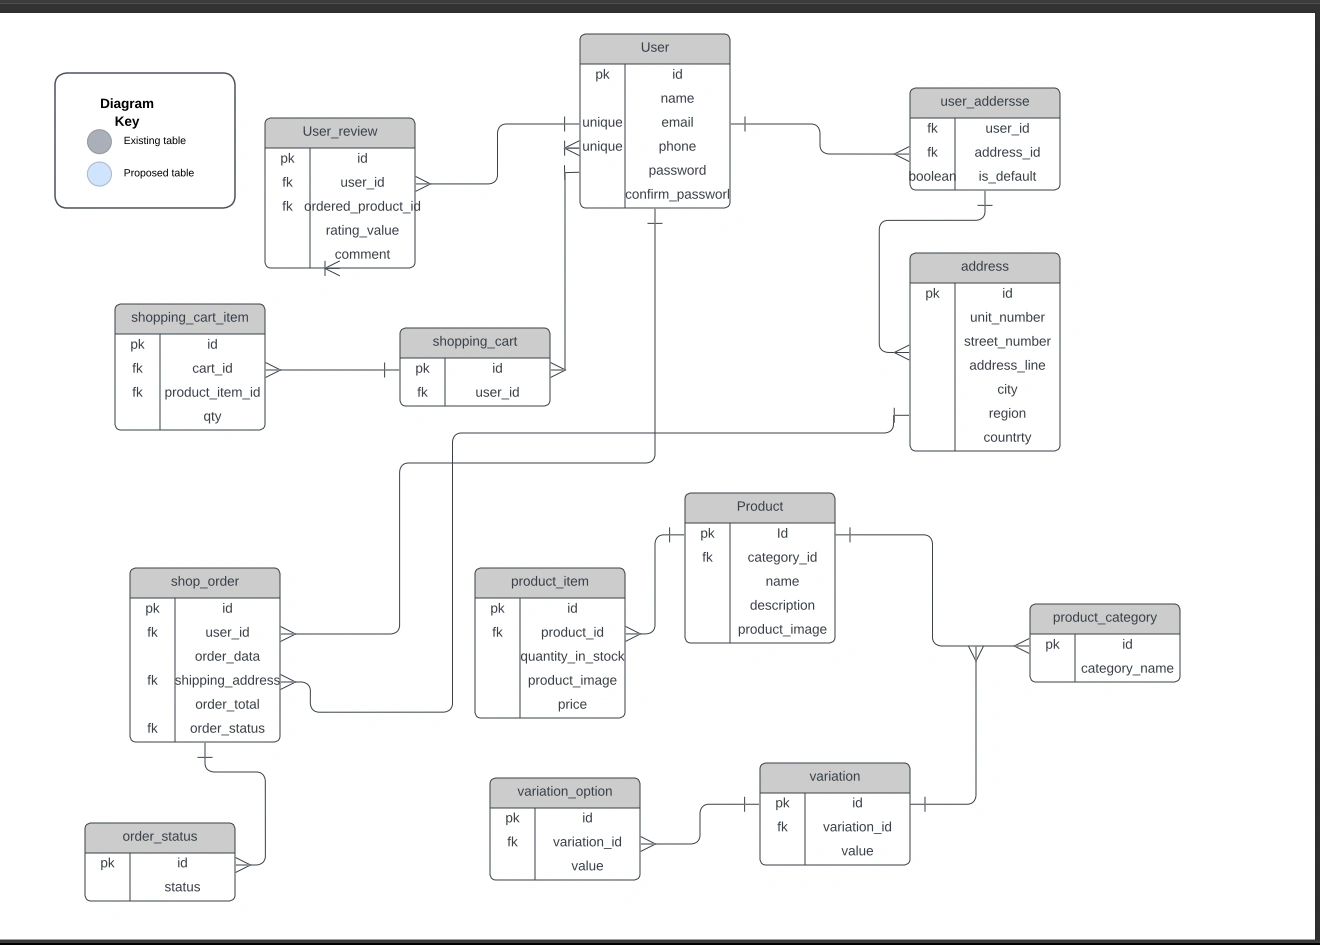 Diagram
Key
Existing table
Proposed table
User
pk id
name
unique email
unique phone
password
confirm_passworl
user_addersse
fk user_id
fk address_id
boolean is_default
User_review
pk id
fk user_id
fk ordered_product_id
rating_value
comment
address
pk id
unit_number
street_number
address_line
city
region
countrty
shopping_cart_item
pk id
fk cart_id
fk product_item_id
qty
shopping_cart
pk id
fk user_id
Product
pk Id
fk category_id
name
description
product_image
shop_order
pk id
fk user_id
order_data
fk shipping_address
order_total
fk order_status
product_item
pk id
fk product_id
quantity_in_stock
product_image
price
product_category
pk id
category_name
variation_option
pk id
fk variation_id
value
variation
pk id
fk variation_id
value
order_status
pk id
status